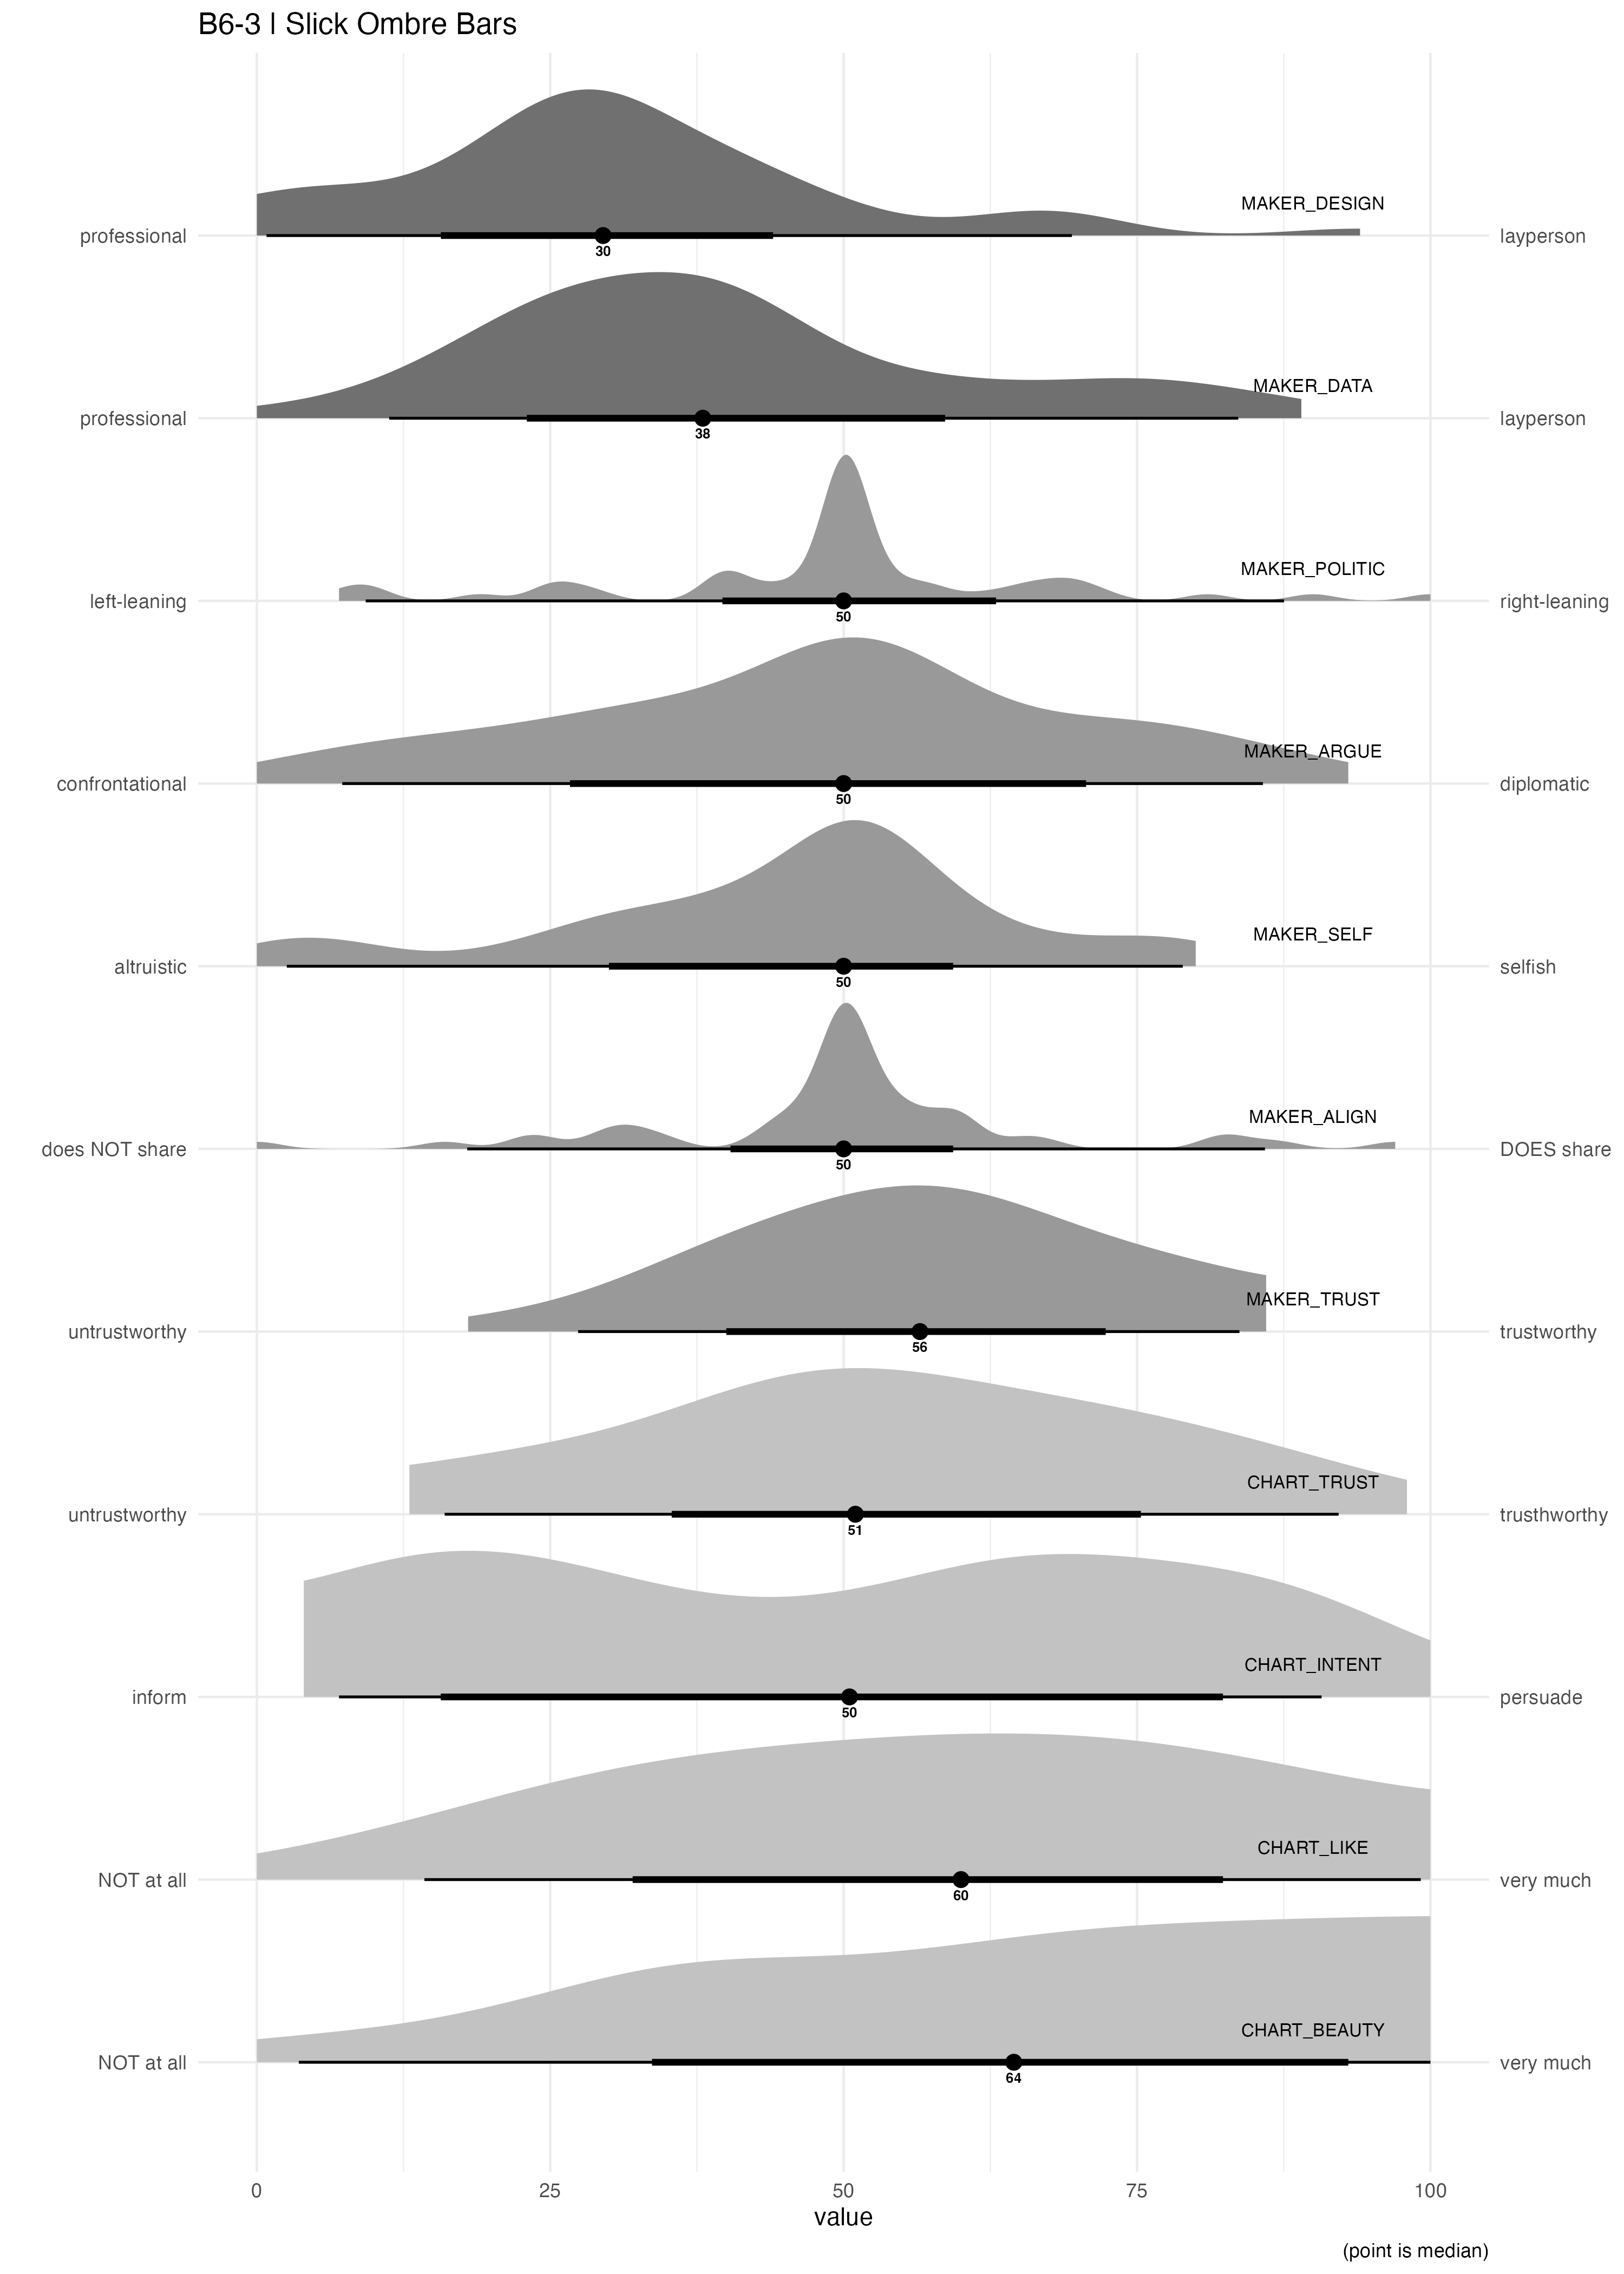 B6-3 | Slick Ombre Bars
MAKER_DESIGN
professional
layperson
30
MAKER_DATA
professional
layperson
38
MAKER_POLITIC
left-leaning
right-leaning
50
MAKER_ARGUE
confrontational
diplomatic
50
MAKER_SELF
altruistic
selfish
50
MAKER_ALIGN
does NOT share
DOES share
50
MAKER_TRUST
untrustworthy
trustworthy
56
CHART_TRUST
untrustworthy
trusthworthy
51
CHART_INTENT
inform
persuade
50
CHART_LIKE
NOT at all
very much
60
CHART_BEAUTY
NOT at all
very much
64
0 25 50 75 100
value
(point is median)